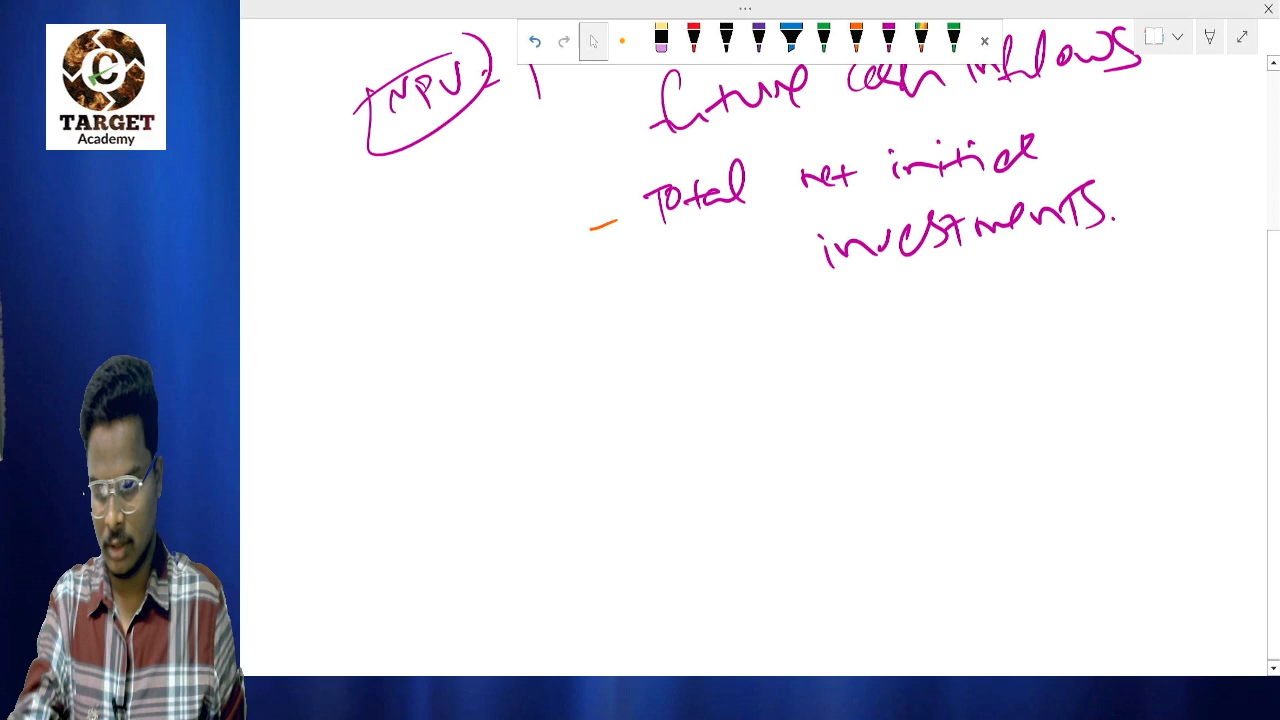 TARGET
Academy
NPV :
future cash inflows
Total net initial
investments.